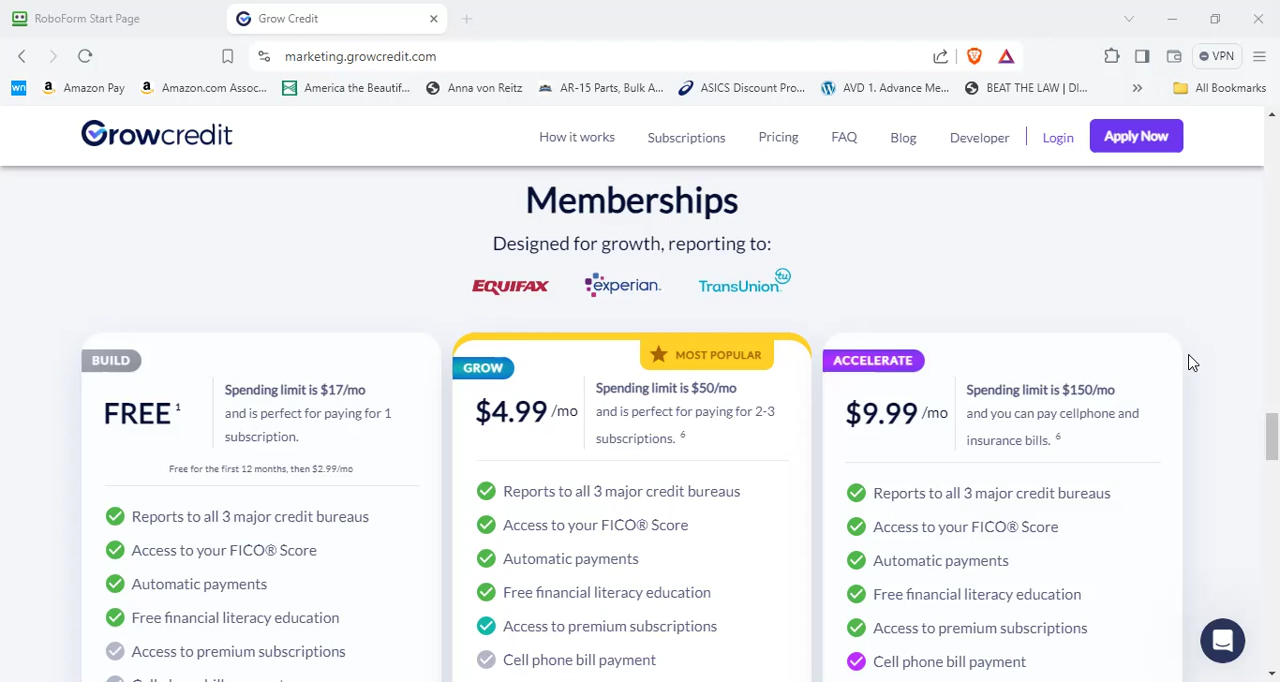 RoboForm Start Page
Grow Credit
marketing.growcredit.com
VPN
wn
Amazon Pay
Amazon.com Assoc...
America the Beautif...
Anna von Reitz
AR-15 Parts, Bulk A...
ASICS Discount Pro...
AVD 1. Advance Me...
BEAT THE LAW | DI...
All Bookmarks
Growcredit
How it works
Subscriptions
Pricing
FAQ
Blog
Developer
Login
Apply Now
Memberships
Designed for growth, reporting to:
EQUIFAX
experian.
TransUnion
tu
BUILD
FREE 1
Spending limit is $17/mo
and is perfect for paying for 1
subscription.
Free for the first 12 months, then $2.99/mo
Reports to all 3 major credit bureaus
Access to your FICO® Score
Automatic payments
Free financial literacy education
Access to premium subscriptions
MOST POPULAR
GROW
$4.99 /mo
Spending limit is $50/mo
and is perfect for paying for 2-3
subscriptions. 6
Reports to all 3 major credit bureaus
Access to your FICO® Score
Automatic payments
Free financial literacy education
Access to premium subscriptions
Cell phone bill payment
ACCELERATE
$9.99 /mo
Spending limit is $150/mo
and you can pay cellphone and
insurance bills. 6
Reports to all 3 major credit bureaus
Access to your FICO® Score
Automatic payments
Free financial literacy education
Access to premium subscriptions
Cell phone bill payment